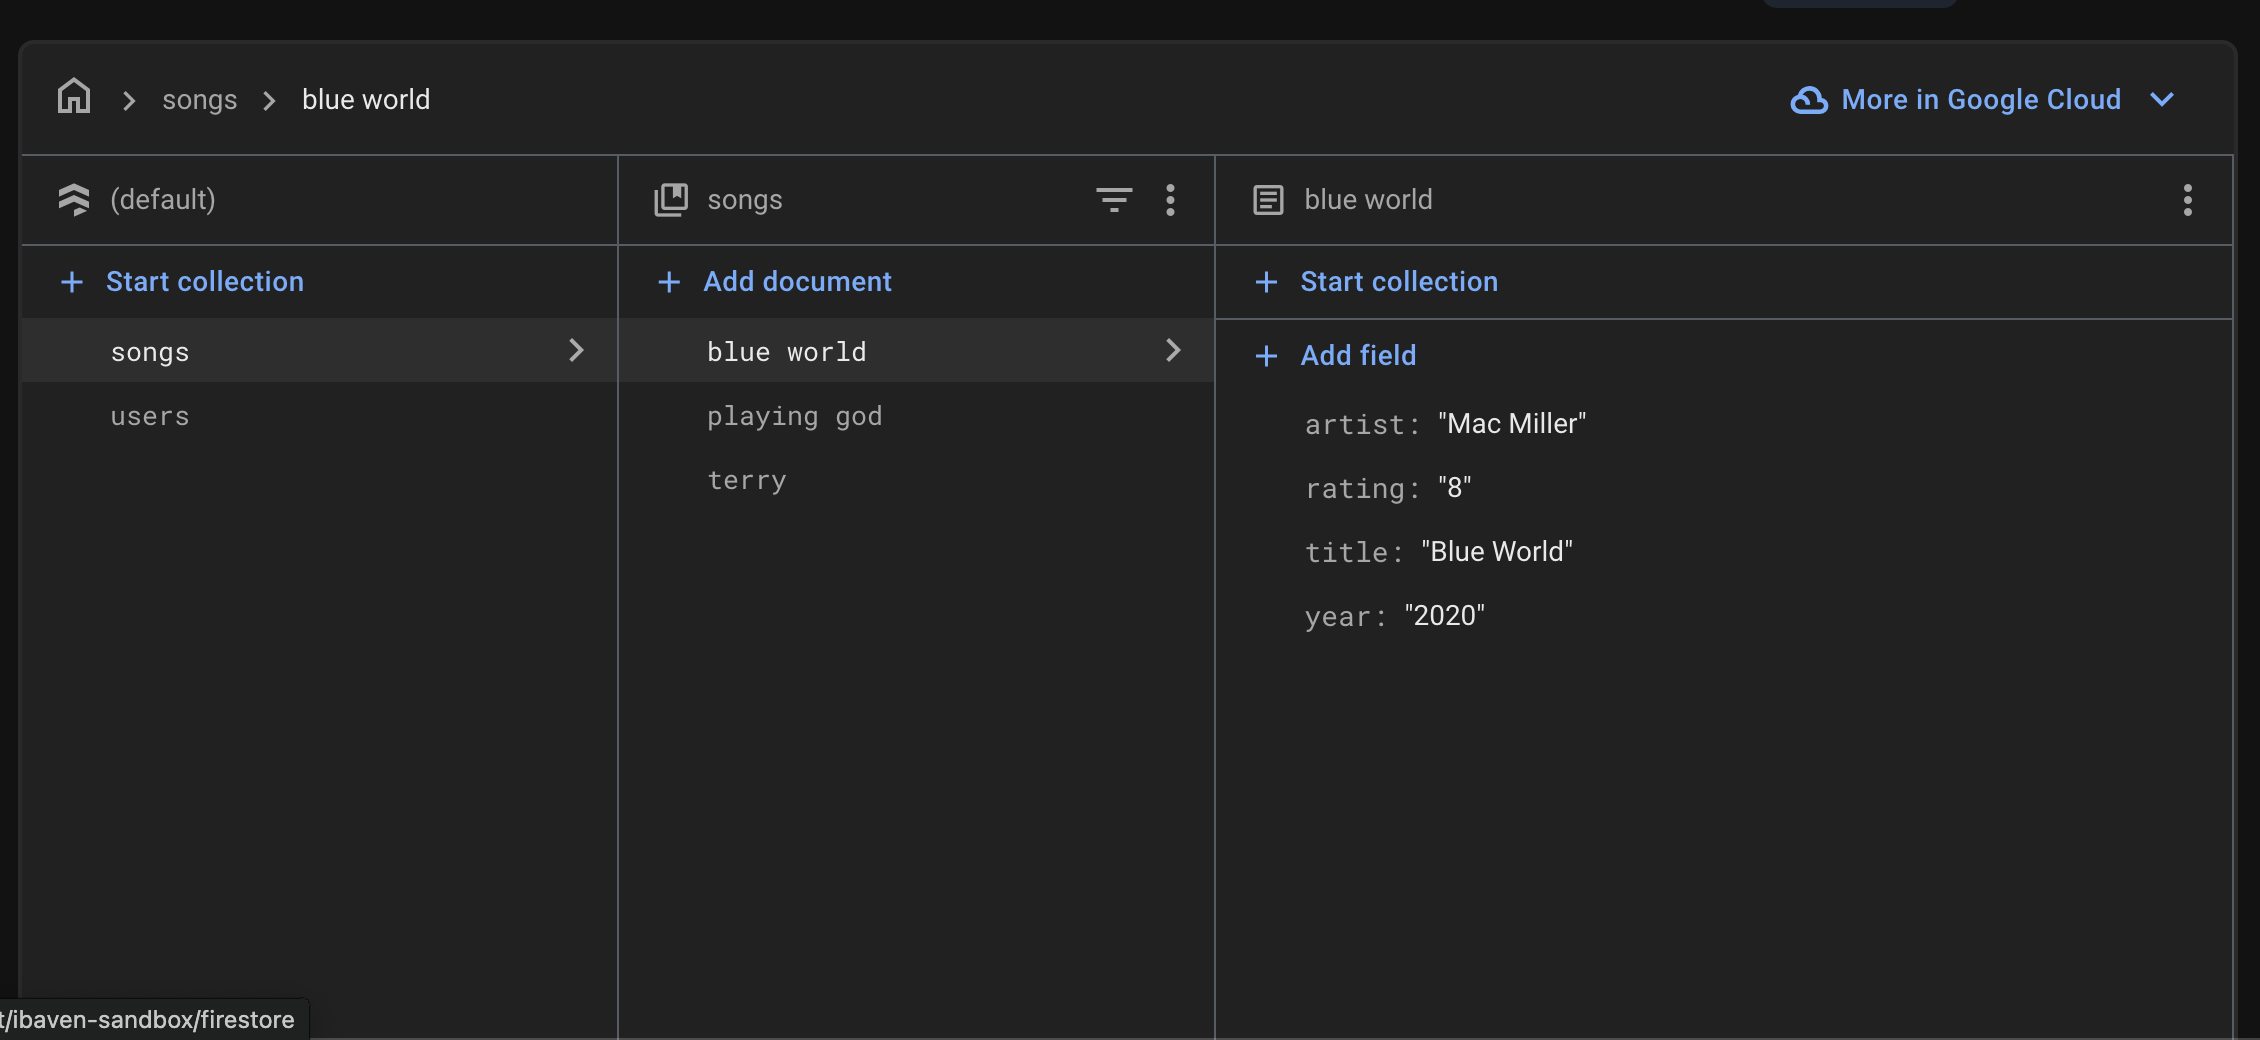 songs blue world
More in Google Cloud
(default)
Start collection
songs
users
songs
Add document
blue world
playing god
terry
blue world
Start collection
Add field
artist: "Mac Miller"
rating: "8"
title: "Blue World"
year: "2020"
t/ibaven-sandbox/firestore